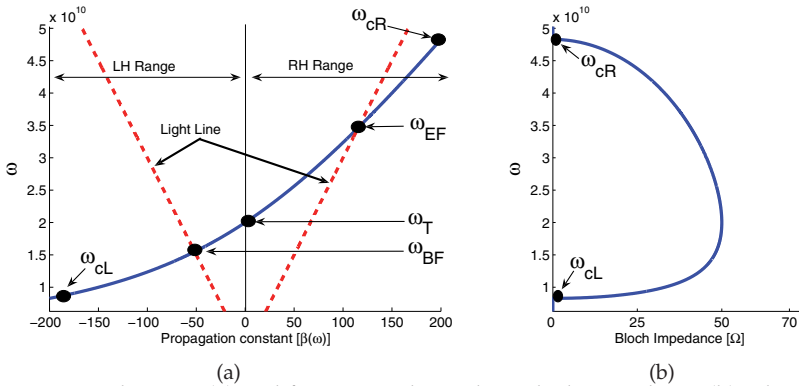 x 10^10
5
4.5
4
3.5
3
2.5
2
1.5
1
ω
−200 −150 −100 −50 0 50 100 150 200
Propagation constant [β(ω)]
LH Range
RH Range
Light Line
ω_cR
ω_EF
ω_T
ω_BF
ω_cL
(a)
x 10^10
5
4.5
4
3.5
3
2.5
2
1.5
1
ω
0 10 30 50 70
Bloch Impedance [Ω]
ω_cR
ω_cL
(b)